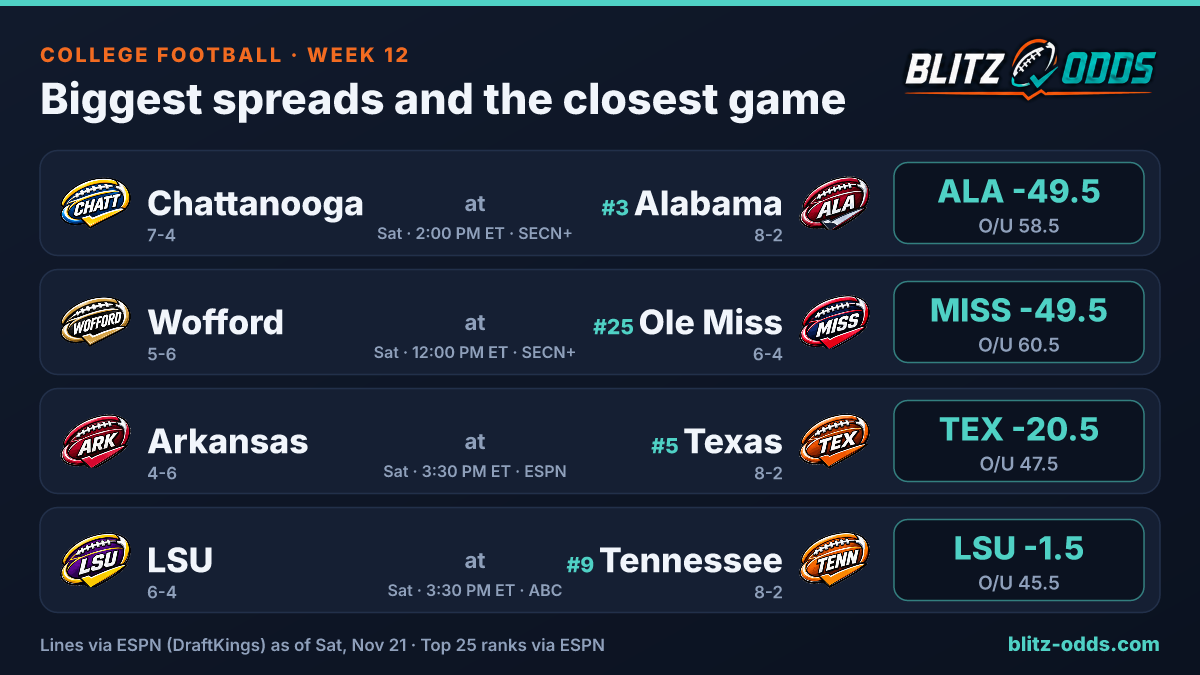 COLLEGE FOOTBALL · WEEK 12
Biggest spreads and the closest game
BLITZ ODDS
CHATT
Chattanooga
7-4
at
Sat · 2:00 PM ET · SECN+
#3 Alabama
8-2
ALA
ALA -49.5
O/U 58.5
WOFFORD
Wofford
5-6
at
Sat · 12:00 PM ET · SECN+
#25 Ole Miss
6-4
MISS
MISS -49.5
O/U 60.5
ARK
Arkansas
4-6
at
Sat · 3:30 PM ET · ESPN
#5 Texas
8-2
TEX
TEX -20.5
O/U 47.5
LSU
LSU
6-4
at
Sat · 3:30 PM ET · ABC
#9 Tennessee
8-2
TENN
LSU -1.5
O/U 45.5
Lines via ESPN (DraftKings) as of Sat, Nov 21 · Top 25 ranks via ESPN
blitz-odds.com